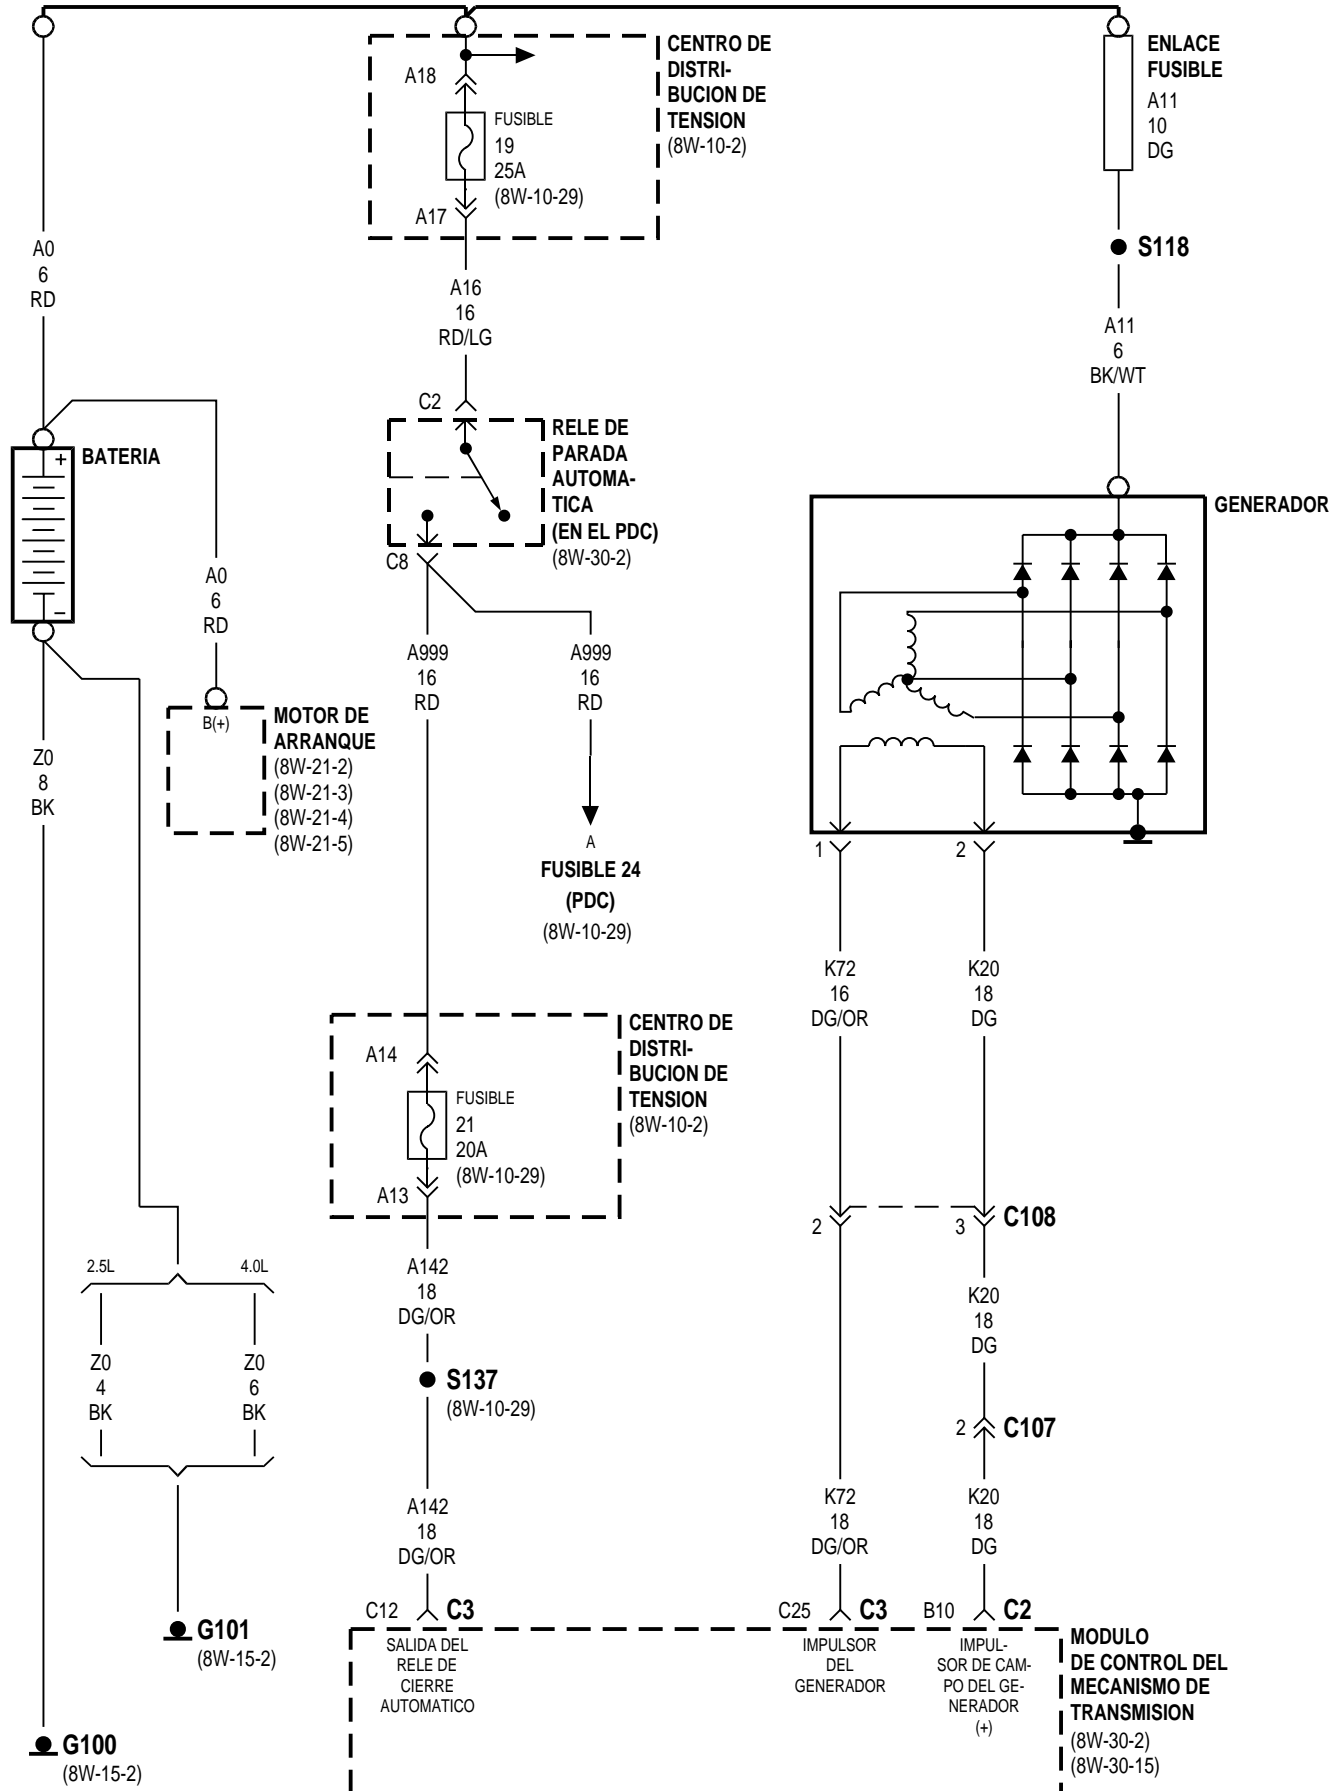 CENTRO DE
DISTRI-
BUCION DE
TENSION
(8W-10-2)
A18
FUSIBLE
19
25A
(8W-10-29)
A17
ENLACE
FUSIBLE
A11
10
DG
S118
A0
6
RD
A16
16
RD/LG
A11
6
BK/WT
C2
RELE DE
PARADA
AUTOMA-
TICA
(EN EL PDC)
(8W-30-2)
C8
+
BATERIA
−
GENERADOR
A0
6
RD
A999
16
RD
A999
16
RD
B(+)
MOTOR DE
ARRANQUE
(8W-21-2)
(8W-21-3)
(8W-21-4)
(8W-21-5)
Z0
8
BK
A
FUSIBLE 24
(PDC)
(8W-10-29)
1
2
K72
16
DG/OR
K20
18
DG
CENTRO DE
DISTRI-
BUCION DE
TENSION
(8W-10-2)
A14
FUSIBLE
21
20A
(8W-10-29)
A13
2
3
C108
2.5L
4.0L
A142
18
DG/OR
K20
18
DG
Z0
4
BK
Z0
6
BK
S137
(8W-10-29)
2
C107
A142
18
DG/OR
K72
18
DG/OR
K20
18
DG
C12
C3
C25
C3
B10
C2
G101
(8W-15-2)
SALIDA DEL
RELE DE
CIERRE
AUTOMATICO
IMPULSOR
DEL
GENERADOR
IMPUL-
SOR DE CAM-
PO DEL GE-
NERADOR
(+)
MODULO
DE CONTROL DEL
MECANISMO DE
TRANSMISION
(8W-30-2)
(8W-30-15)
G100
(8W-15-2)